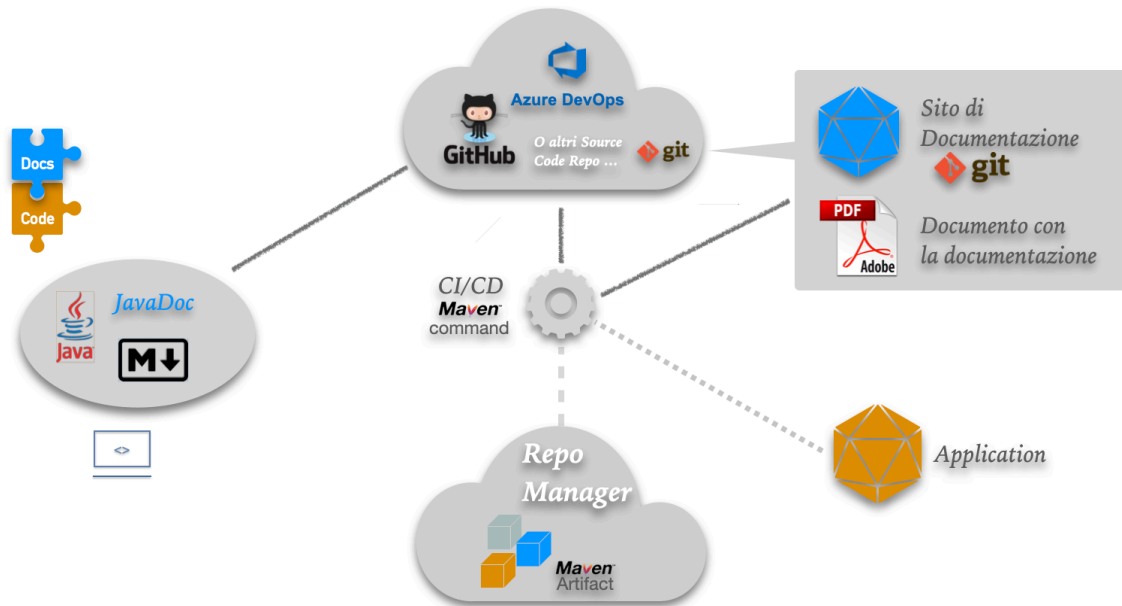 Azure DevOps
GitHub
O altri Source
Code Repo ...
git
Sito di
Documentazione
git
PDF
Adobe
Documento con
la documentazione
Docs
Code
JavaDoc
Java
M
<>
CI/CD
Maven
command
Repo
Manager
Maven
Artifact
Application